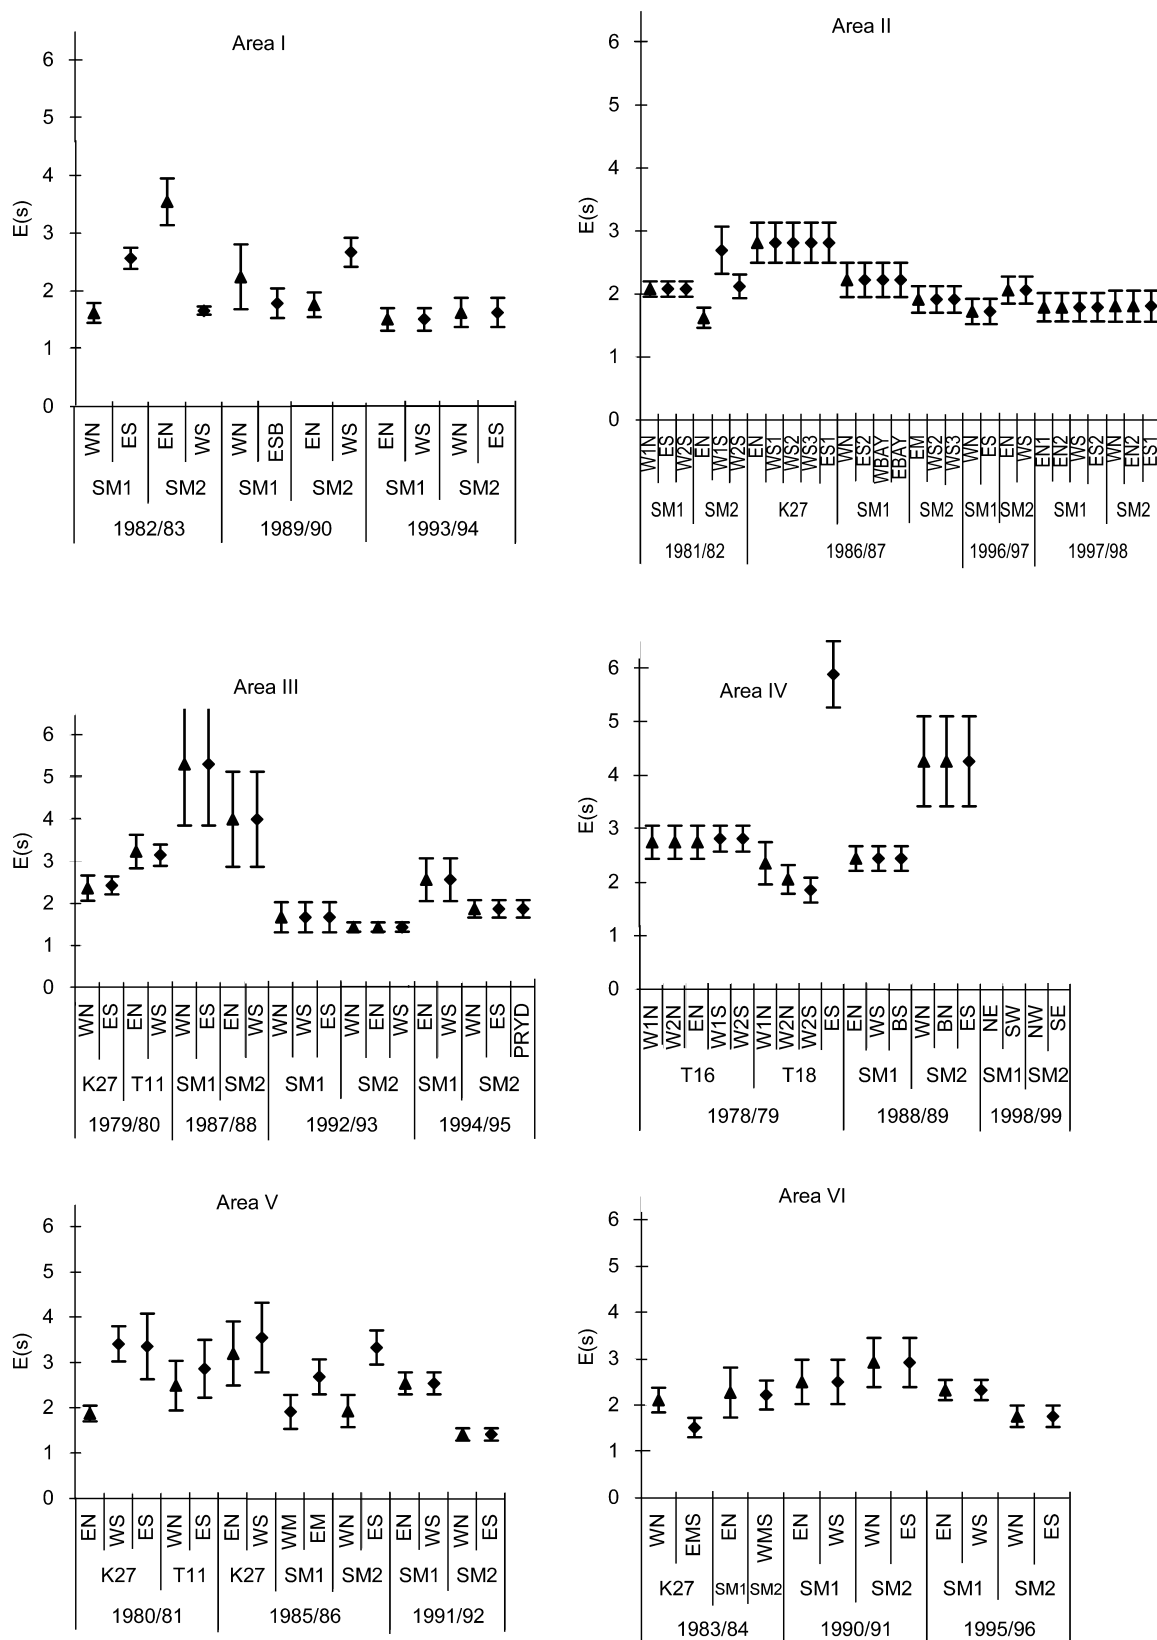 Area I
E(s)
6
5
4
3
2
1
0
WN ES EN WS WN ESB EN WS EN WS WN ES
SM1 SM2 SM1 SM2 SM1 SM2
1982/83 1989/90 1993/94
Area II
E(s)
6
5
4
3
2
1
0
W1N ES W2S EN W1S W2S EN WS1 WS2 WS3 ES1 WN ES2 WBAY EBAY EM WS2 WS3 WN ES EN WS EN1 EN2 WS ES2 WN EN2 ES1
SM1 SM2 K27 SM1 SM2 SM1 SM2 SM1 SM2
1981/82 1986/87 1996/97 1997/98
Area III
E(s)
6
5
4
3
2
1
0
WN ES EN WS WN ES EN WS WN WS ES WN EN WS EN WS WN ES PRYD
K27 T11 SM1 SM2 SM1 SM2 SM1 SM2
1979/80 1987/88 1992/93 1994/95
Area IV
E(s)
6
5
4
3
2
1
0
W1N W2N EN W1S W2S W1N W2N W2S ES EN WS BS WN BN ES NE SW NW SE
T16 T18 SM1 SM2 SM1 SM2
1978/79 1988/89 1998/99
Area V
E(s)
6
5
4
3
2
1
0
EN WS ES WN ES EN WS WM EM WN ES EN WS WN ES
K27 T11 K27 SM1 SM2 SM1 SM2
1980/81 1985/86 1991/92
Area VI
E(s)
6
5
4
3
2
1
0
WN EMS EN WMS EN WS WN ES EN WS WN ES
K27 SM1 SM2 SM1 SM2 SM1 SM2
1983/84 1990/91 1995/96